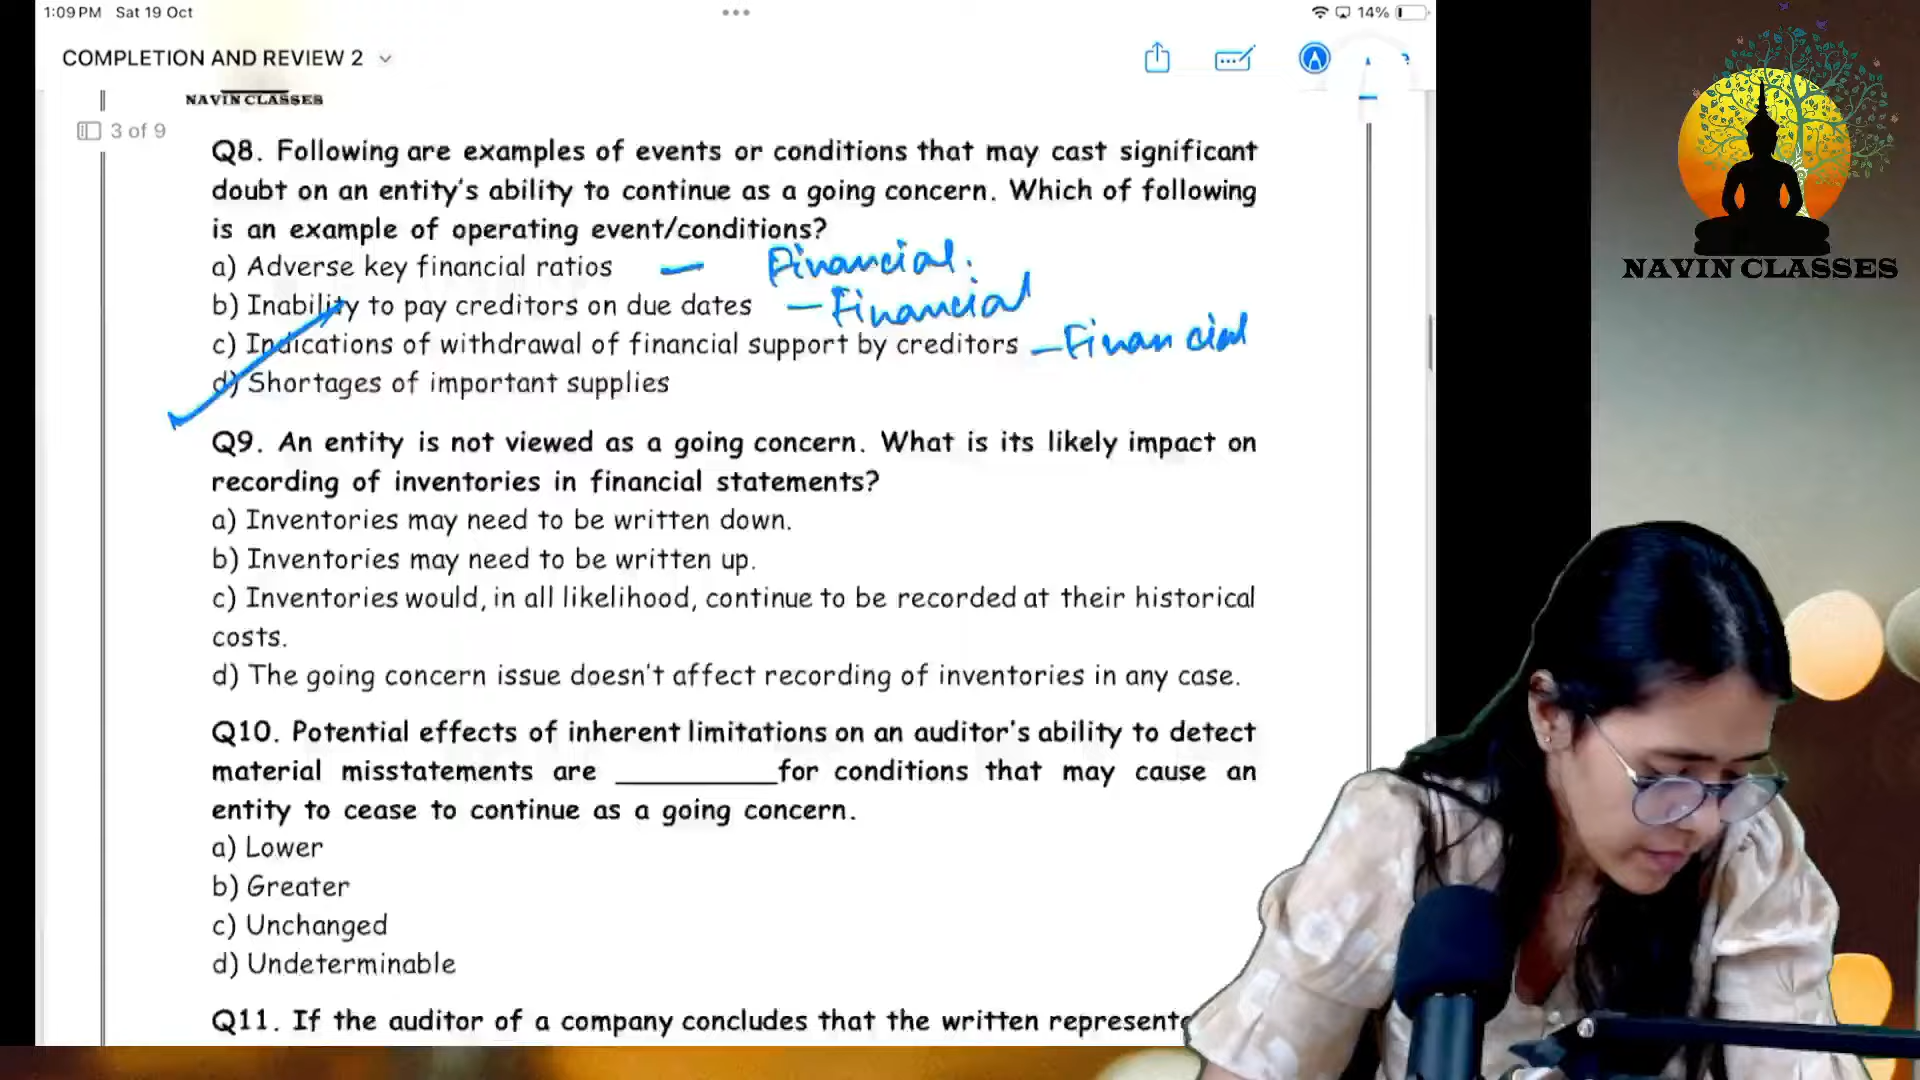 1:09 PM Sat 19 Oct
14%
COMPLETION AND REVIEW 2
NAVIN CLASSES
3 of 9
Q8. Following are examples of events or conditions that may cast significant
doubt on an entity's ability to continue as a going concern. Which of following
is an example of operating event/conditions?
a) Adverse key financial ratios — Financial.
b) Inability to pay creditors on due dates — Financial
c) Indications of withdrawal of financial support by creditors — Financial
d) Shortages of important supplies
Q9. An entity is not viewed as a going concern. What is its likely impact on
recording of inventories in financial statements?
a) Inventories may need to be written down.
b) Inventories may need to be written up.
c) Inventories would, in all likelihood, continue to be recorded at their historical
costs.
d) The going concern issue doesn't affect recording of inventories in any case.
Q10. Potential effects of inherent limitations on an auditor's ability to detect
material misstatements are __________for conditions that may cause an
entity to cease to continue as a going concern.
a) Lower
b) Greater
c) Unchanged
d) Undeterminable
Q11. If the auditor of a company concludes that the written represent
NAVIN CLASSES